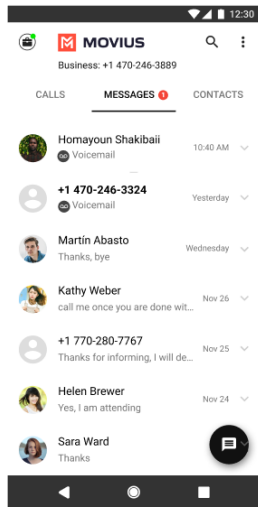 12:30
MOVIUS
Business: +1 470-246-3889
CALLS MESSAGES 1 CONTACTS
Homayoun Shakibaii 10:40 AM
Voicemail
+1 470-246-3324 Yesterday
Voicemail
Martín Abasto Wednesday
Thanks, bye
Kathy Weber Nov 26
call me once you are done wit...
+1 770-280-7767 Nov 25
Thanks for informing, I will de...
Helen Brewer Nov 24
Yes, I am attending
Sara Ward
Thanks